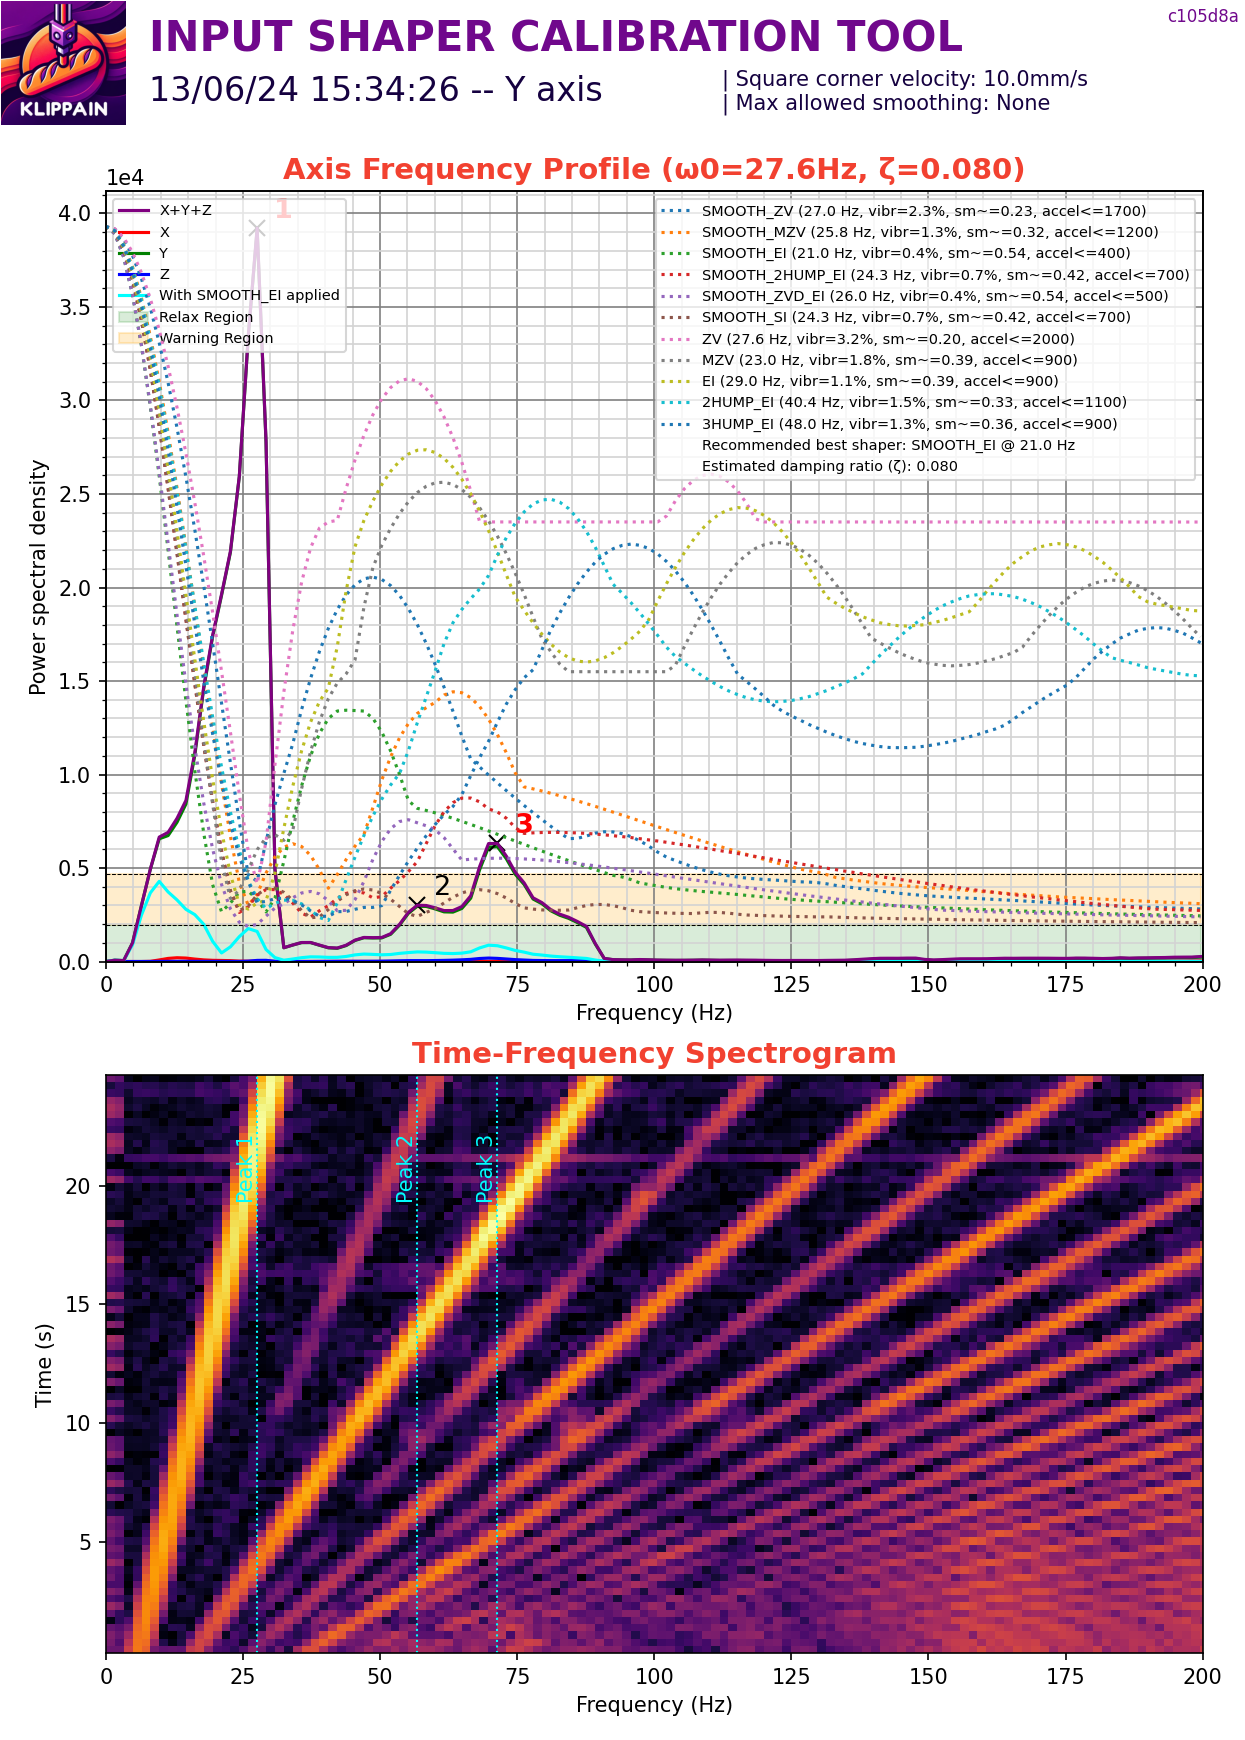 c105d8a
INPUT SHAPER CALIBRATION TOOL
13/06/24 15:34:26 -- Y axis
| Square corner velocity: 10.0mm/s
| Max allowed smoothing: None
KLIPPAIN
Axis Frequency Profile (ω0=27.6Hz, ζ=0.080)
1e4
4.0
3.5
3.0
2.5
2.0
1.5
1.0
0.5
0.0
Power spectral density
X+Y+Z
X
Y
Z
With SMOOTH_EI applied
Relax Region
Warning Region
1
SMOOTH_ZV (27.0 Hz, vibr=2.3%, sm~=0.23, accel<=1700)
SMOOTH_MZV (25.8 Hz, vibr=1.3%, sm~=0.32, accel<=1200)
SMOOTH_EI (21.0 Hz, vibr=0.4%, sm~=0.54, accel<=400)
SMOOTH_2HUMP_EI (24.3 Hz, vibr=0.7%, sm~=0.42, accel<=700)
SMOOTH_ZVD_EI (26.0 Hz, vibr=0.4%, sm~=0.54, accel<=500)
SMOOTH_SI (24.3 Hz, vibr=0.7%, sm~=0.42, accel<=700)
ZV (27.6 Hz, vibr=3.2%, sm~=0.20, accel<=2000)
MZV (23.0 Hz, vibr=1.8%, sm~=0.39, accel<=900)
EI (29.0 Hz, vibr=1.1%, sm~=0.39, accel<=900)
2HUMP_EI (40.4 Hz, vibr=1.5%, sm~=0.33, accel<=1100)
3HUMP_EI (48.0 Hz, vibr=1.3%, sm~=0.36, accel<=900)
Recommended best shaper: SMOOTH_EI @ 21.0 Hz
Estimated damping ratio (ζ): 0.080
3
2
0 25 50 75 100 125 150 175 200
Frequency (Hz)
Time-Frequency Spectrogram
Peak 1
Peak 2
Peak 3
20
15
10
5
Time (s)
0 25 50 75 100 125 150 175 200
Frequency (Hz)